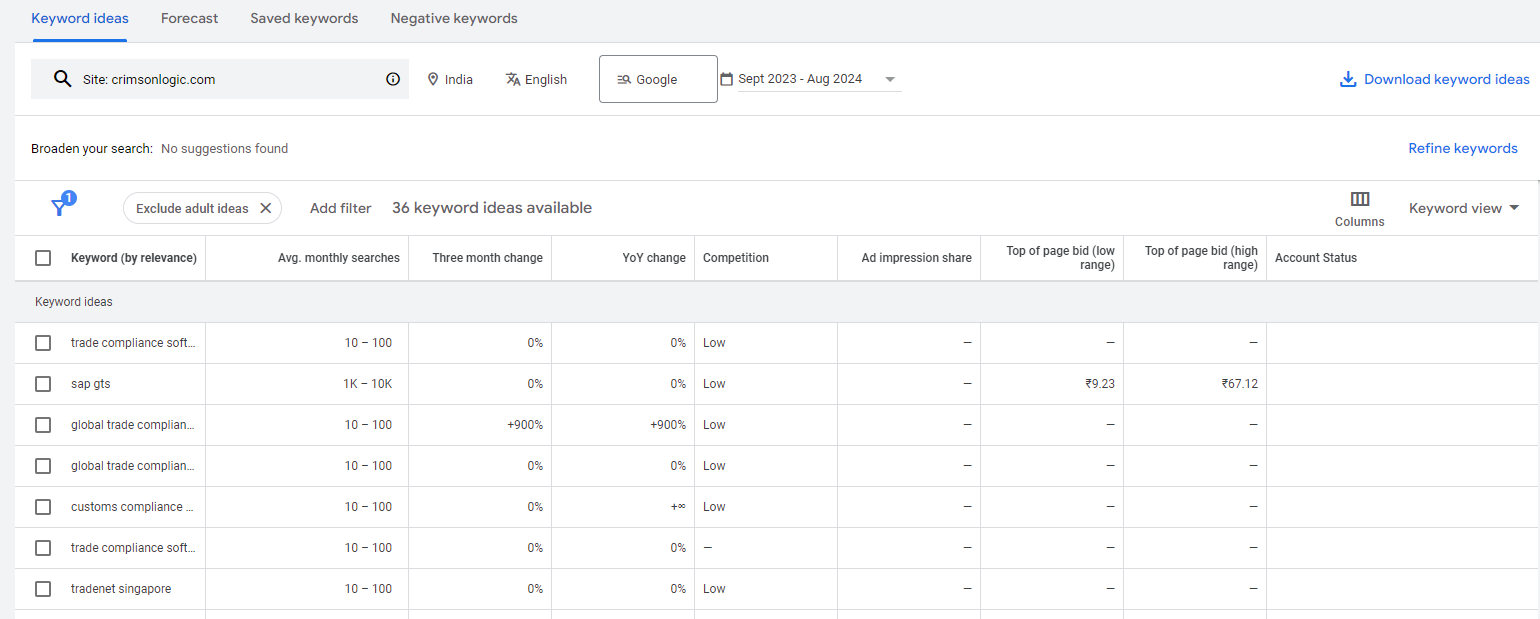 Keyword ideas Forecast Saved keywords Negative keywords
Site: crimsonlogic.com India English Google Sept 2023 - Aug 2024 Download keyword ideas
Broaden your search: No suggestions found Refine keywords
1 Exclude adult ideas Add filter 36 keyword ideas available Columns Keyword view
Keyword (by relevance) Avg. monthly searches Three month change YoY change Competition Ad impression share Top of page bid (low range) Top of page bid (high range) Account Status
Keyword ideas
trade compliance soft... 10 – 100 0% 0% Low – – –
sap gts 1K – 10K 0% 0% Low – ₹9.23 ₹67.12
global trade complian... 10 – 100 +900% +900% Low – – –
global trade complian... 10 – 100 0% 0% Low – – –
customs compliance ... 10 – 100 0% +∞ Low – – –
trade compliance soft... 10 – 100 0% 0% – – – –
tradenet singapore 10 – 100 0% 0% Low – – –